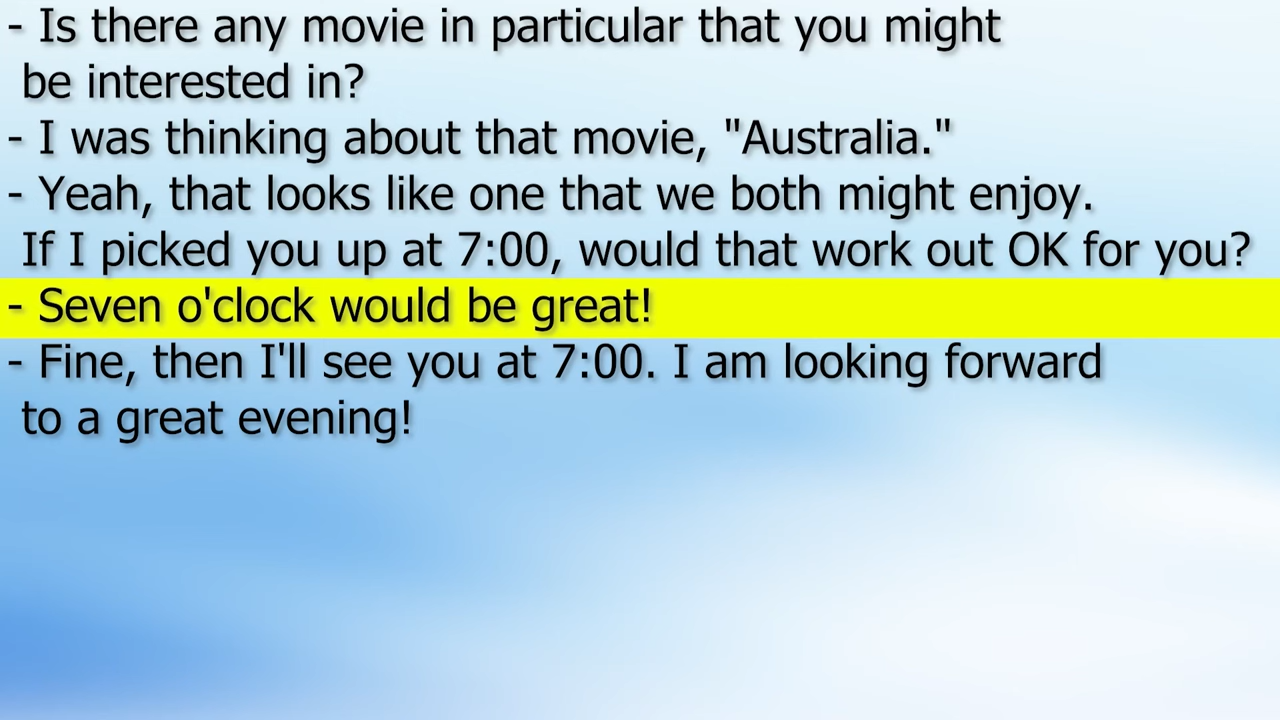 - Is there any movie in particular that you might
be interested in?
- I was thinking about that movie, "Australia."
- Yeah, that looks like one that we both might enjoy.
If I picked you up at 7:00, would that work out OK for you?
- Seven o'clock would be great!
- Fine, then I'll see you at 7:00. I am looking forward
to a great evening!